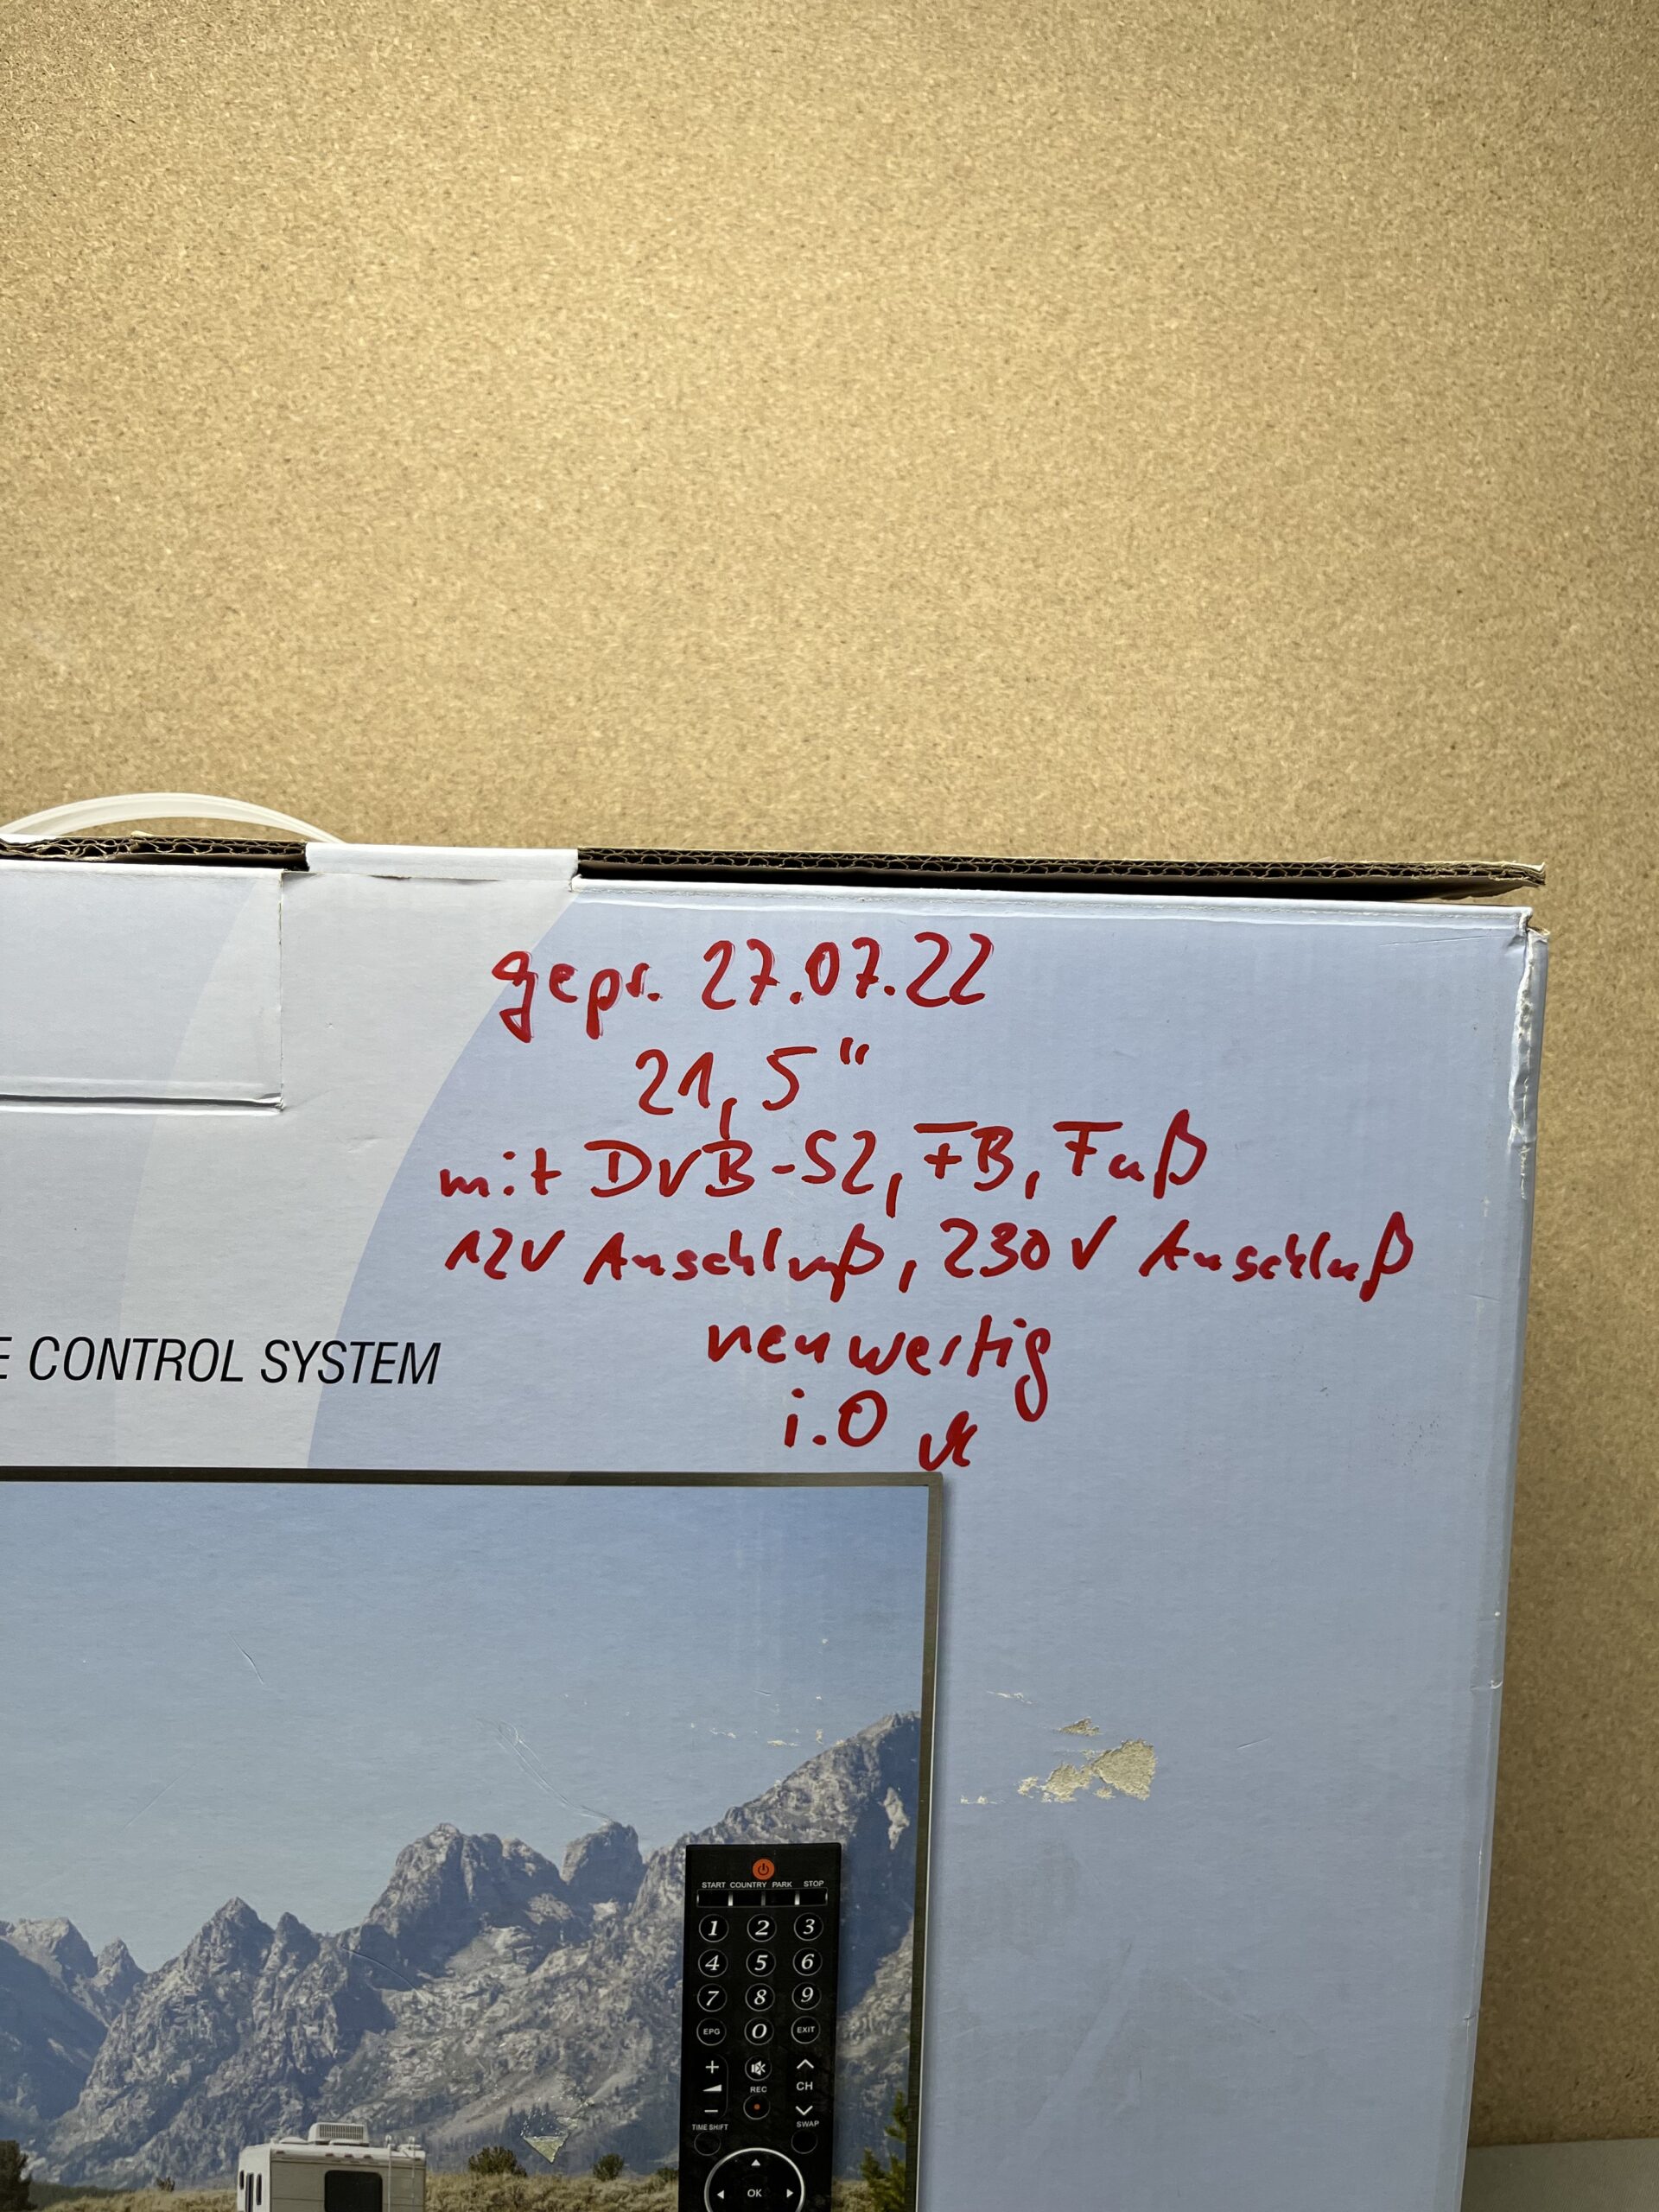 gepr. 27.07.22
21,5"
mit DVB-S2, FB, Fuß
12V Anschluß, 230V Anschluß
neuwertig
i.O
E CONTROL SYSTEM
START COUNTRY PARK STOP
1 2 3
4 5 6
7 8 9
EPG 0 EXIT
+
REC CH
−
TIME SHIFT SWAP
OK